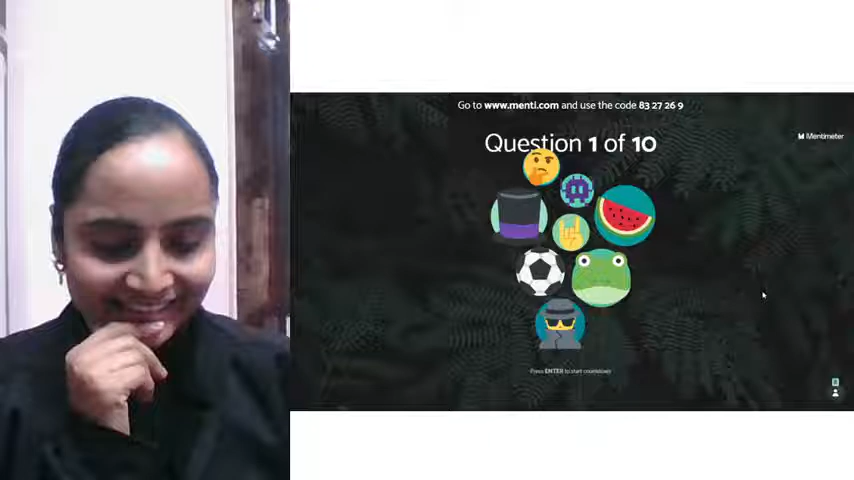 Go to www.menti.com and use the code 83 27 26 9
Mentimeter
Question 1 of 10
Press ENTER to start countdown